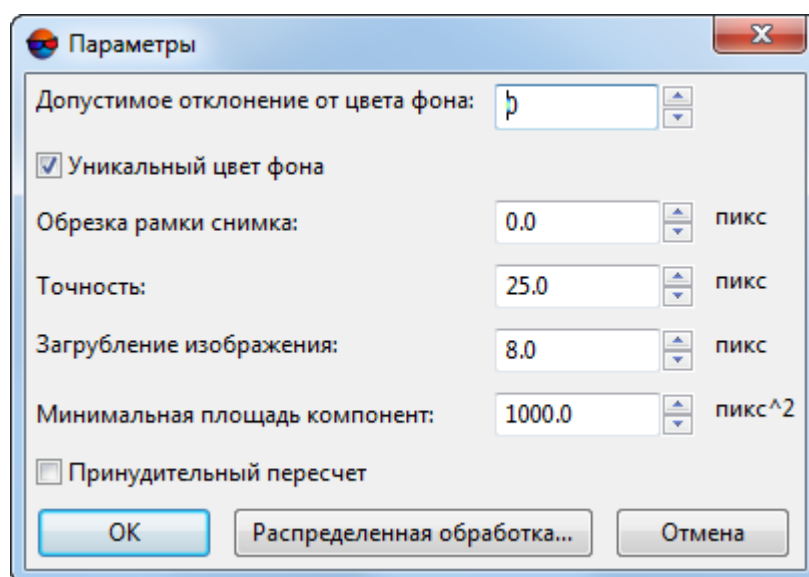 Параметры
Допустимое отклонение от цвета фона: 0
Уникальный цвет фона
Обрезка рамки снимка: 0.0 пикс
Точность: 25.0 пикс
Загрубление изображения: 8.0 пикс
Минимальная площадь компонент: 1000.0 пикс^2
Принудительный пересчет
OK Распределенная обработка... Отмена